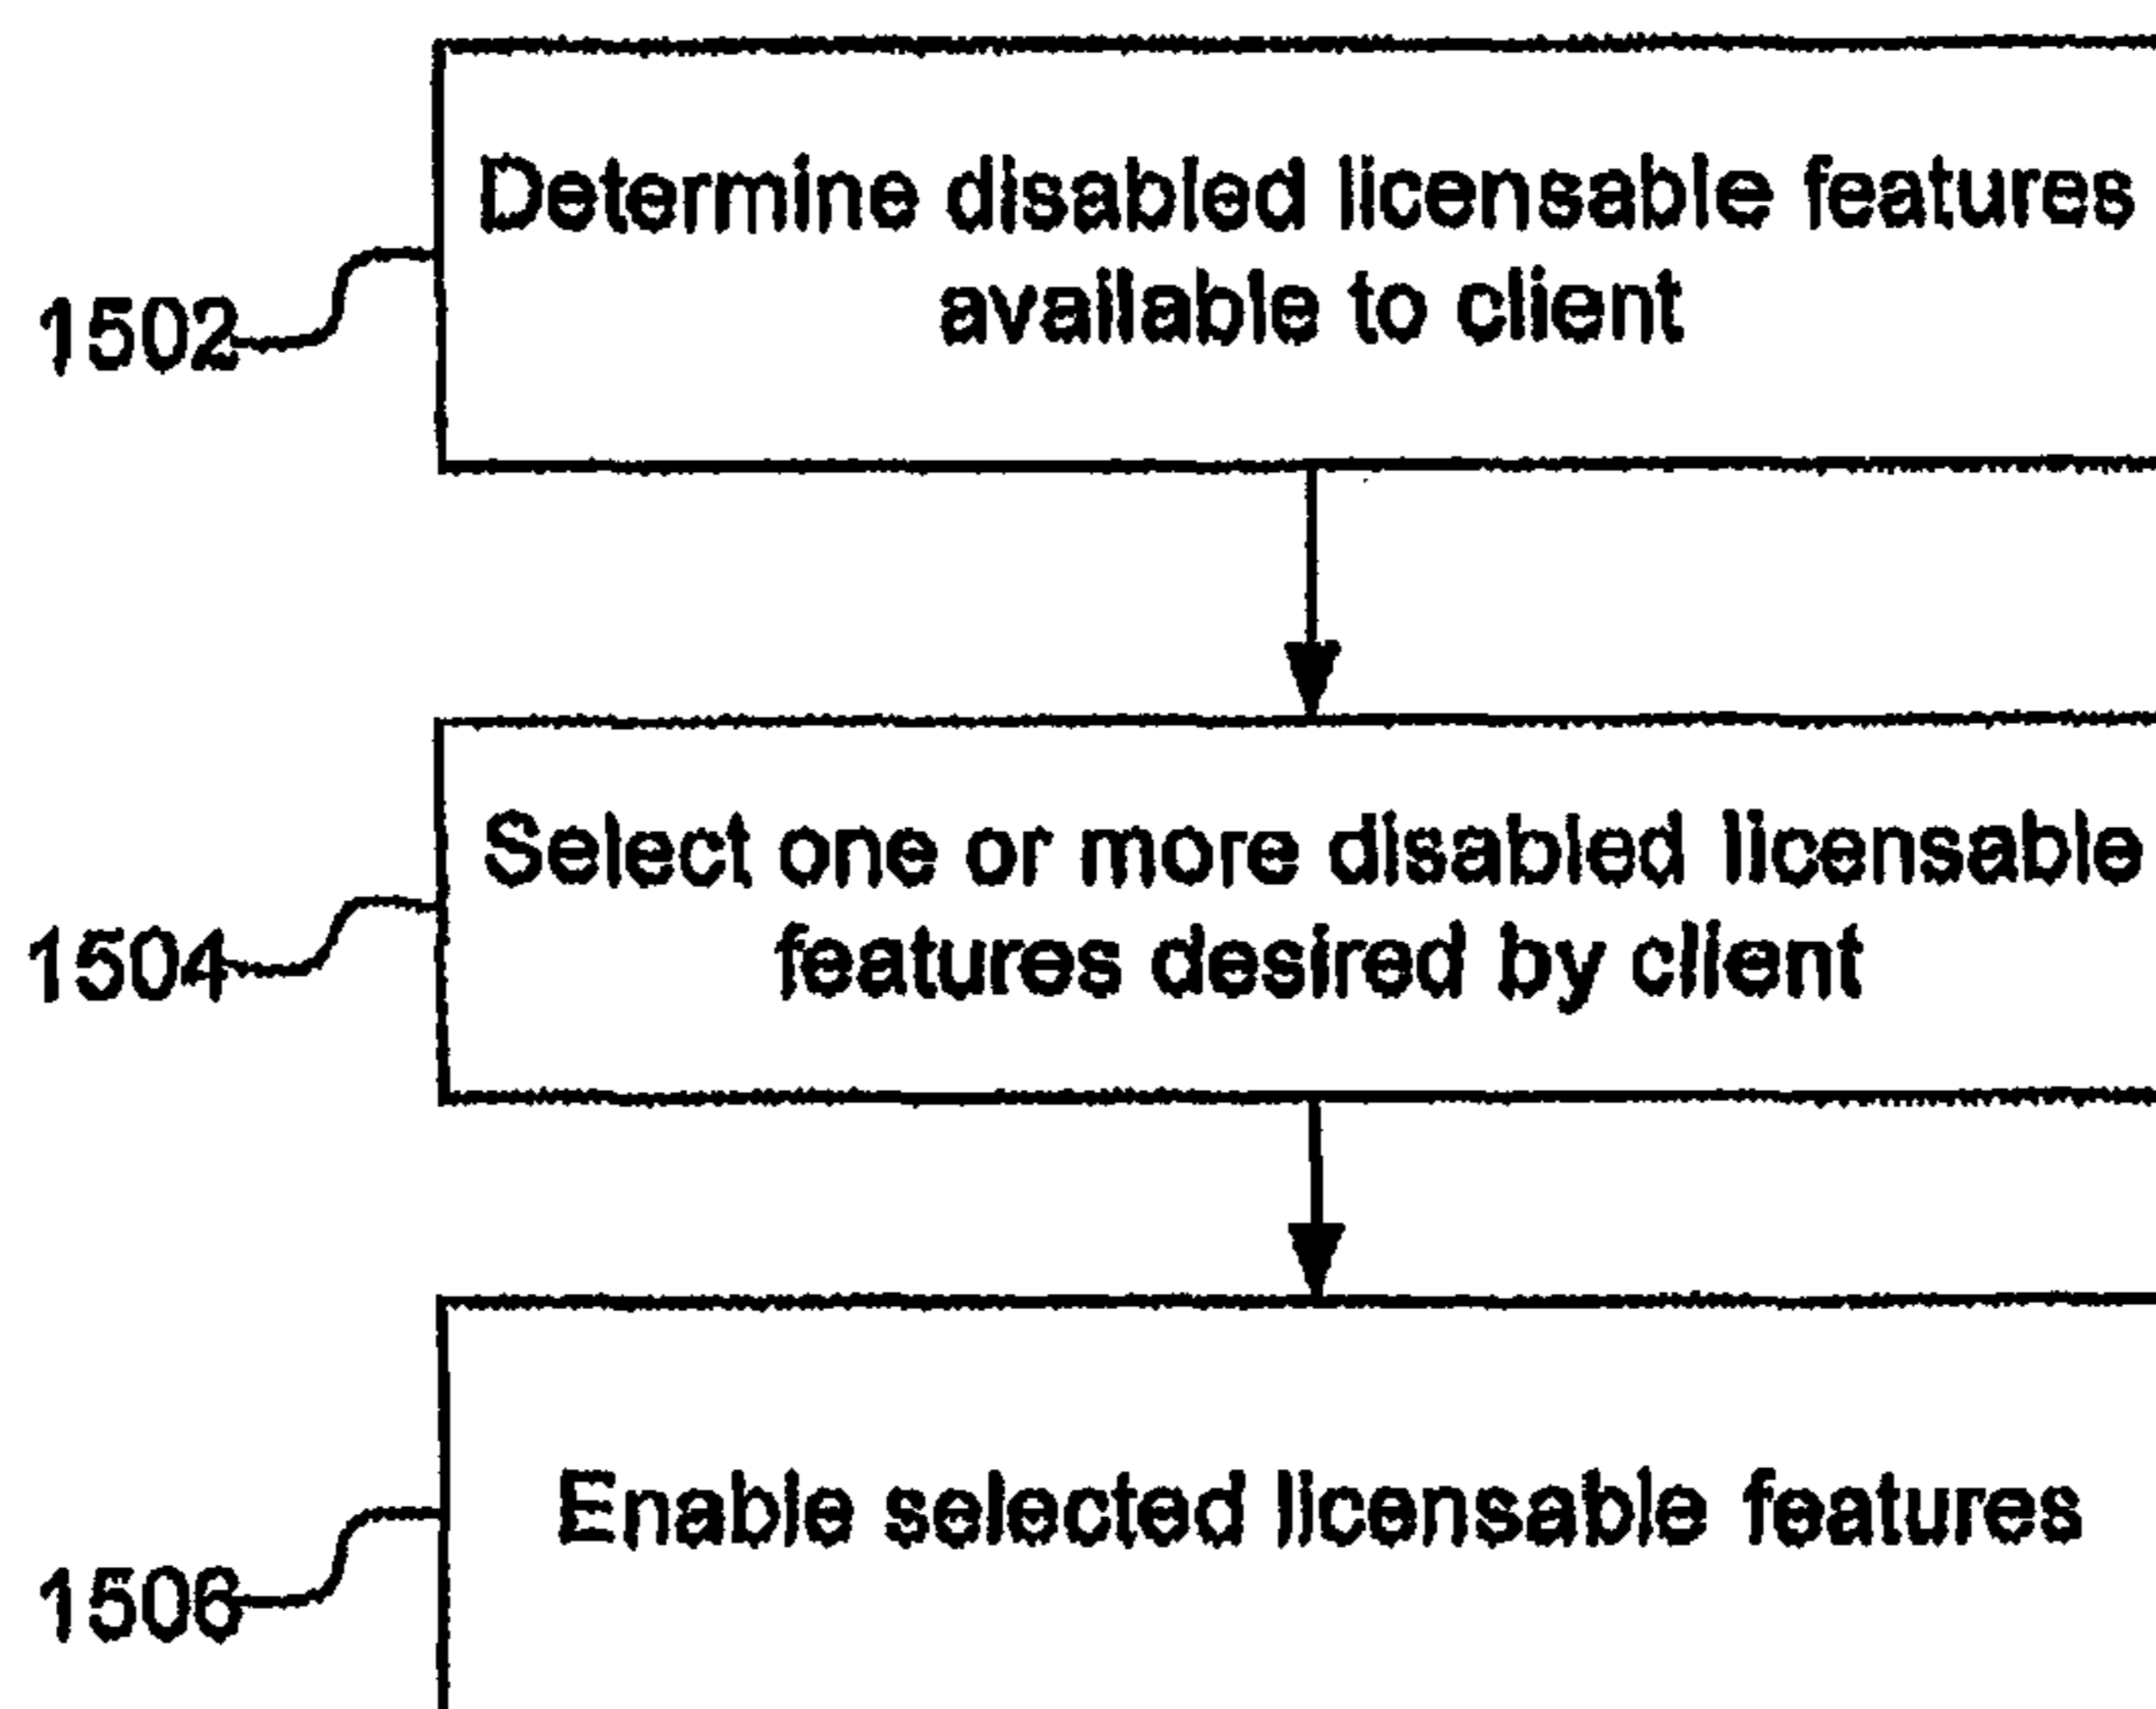 Determine disabled licensable features
available to client
1502
Select one or more disabled licensable
features desired by client
1504
Enable selected licensable features
1506